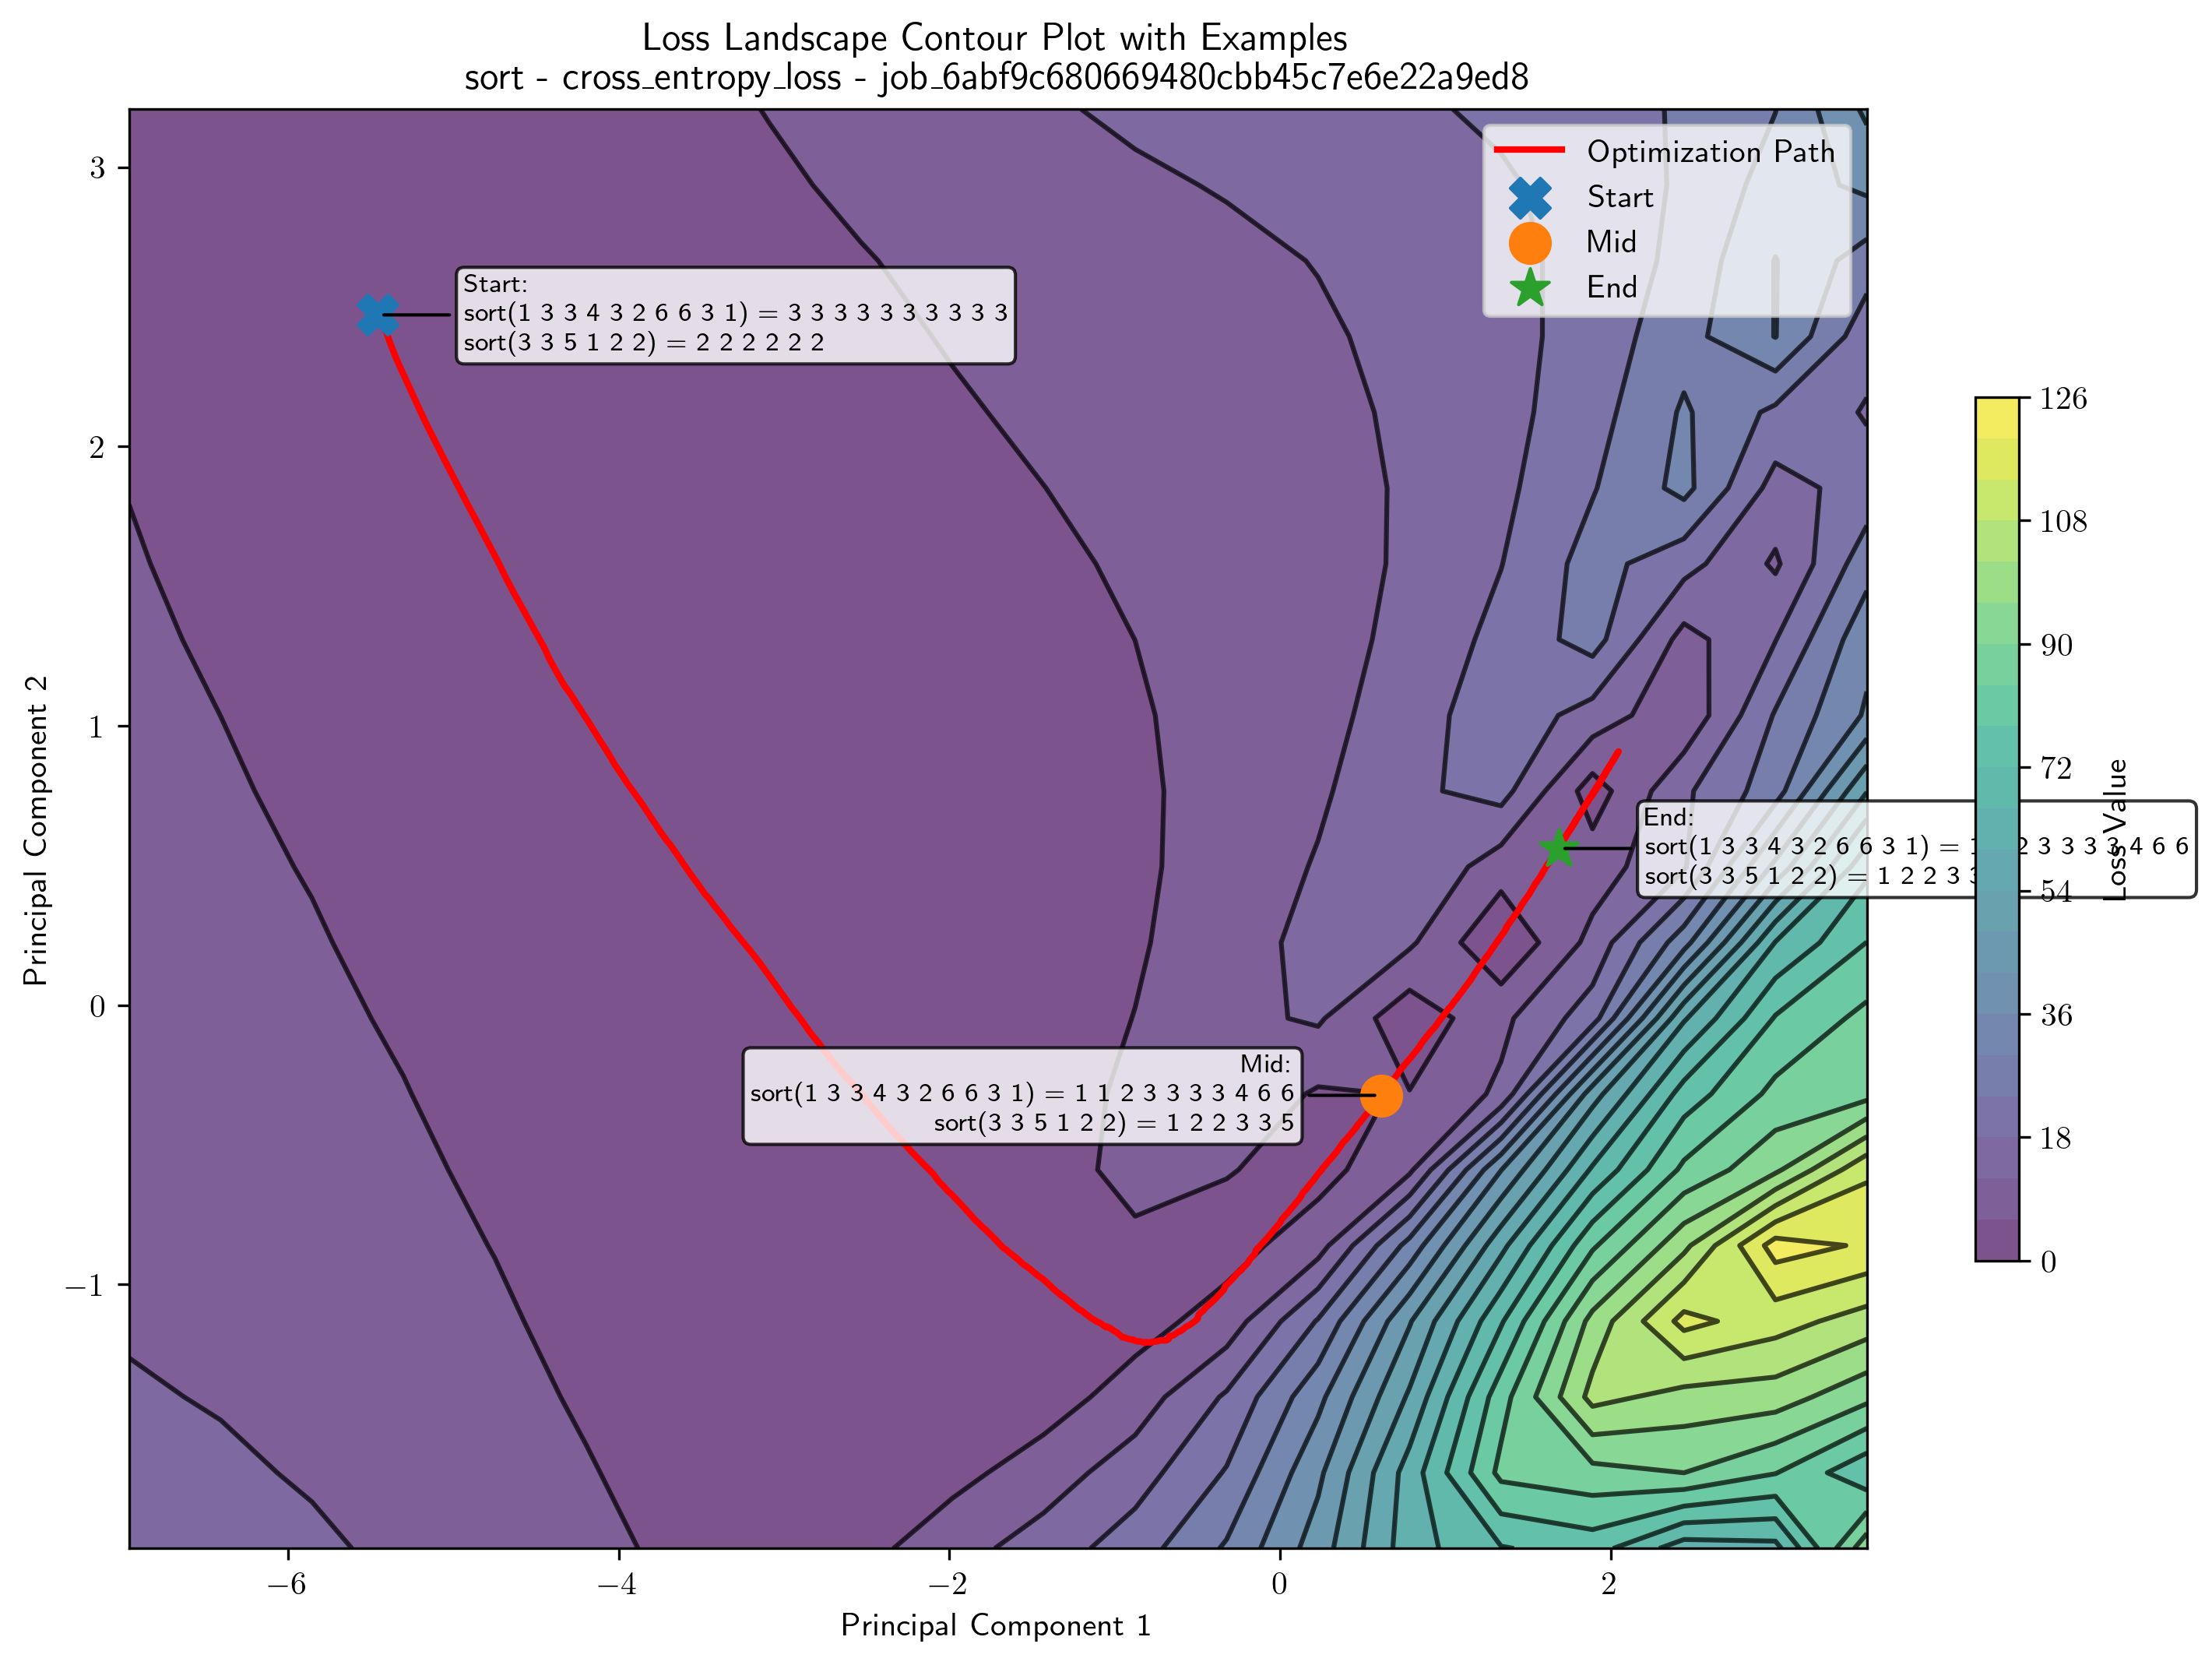 Loss Landscape Contour Plot with Examples
sort - cross_entropy_loss - job_6abf9c680669480cbb45c7e6e22a9ed8
Optimization Path
Start
Mid
End
Start:
sort(1 3 3 4 3 2 6 6 3 1) = 3 3 3 3 3 3 3 3 3 3
sort(3 3 5 1 2 2) = 2 2 2 2 2 2
Mid:
sort(1 3 3 4 3 2 6 6 3 1) = 1 1 2 3 3 3 3 4 6 6
sort(3 3 5 1 2 2) = 1 2 2 3 3 5
End:
sort(1 3 3 4 3 2 6 6 3 1) = 1 2 3 3 3 3 4 6 6
sort(3 3 5 1 2 2) = 1 2 2 3 3
3
2
1
0
−1
Principal Component 2
−6
−4
−2
0
2
Principal Component 1
126
108
90
72
54
36
18
0
Loss Value